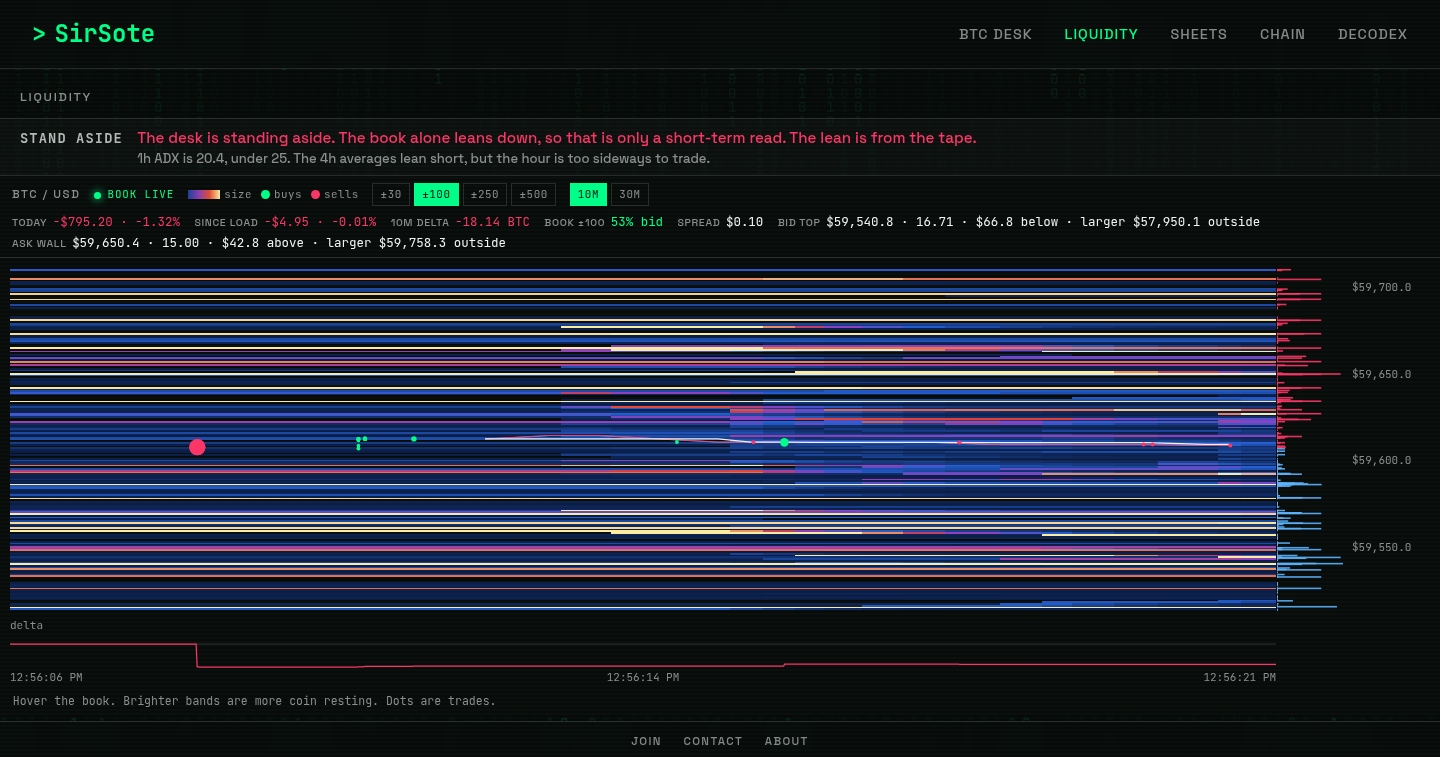 > SirSote
BTC DESK LIQUIDITY SHEETS CHAIN DECODEX
LIQUIDITY
STAND ASIDE The desk is standing aside. The book alone leans down, so that is only a short-term read. The lean is from the tape.
1h ADX is 20.4, under 25. The 4h averages lean short, but the hour is too sideways to trade.
BTC / USD BOOK LIVE size buys sells ±30 ±100 ±250 ±500 10M 30M
TODAY -$795.20 · -1.32% SINCE LOAD -$4.95 · -0.01% 10M DELTA -18.14 BTC BOOK ±100 53% bid SPREAD $0.10 BID TOP $59,540.8 · 16.71 · $66.8 below · larger $57,950.1 outside
ASK WALL $59,650.4 · 15.00 · $42.8 above · larger $59,758.3 outside
$59,700.0
$59,650.0
$59,600.0
$59,550.0
delta
12:56:06 PM 12:56:14 PM 12:56:21 PM
Hover the book. Brighter bands are more coin resting. Dots are trades.
JOIN CONTACT ABOUT